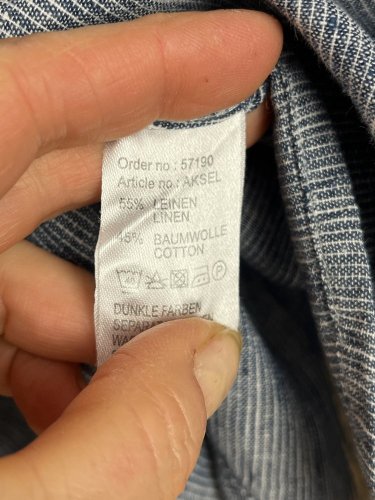 Order no : 57190
Article no.: AKSEL
55% LEINEN
LINEN
45% BAUMWOLLE
COTTON
DUNKLE FARBEN